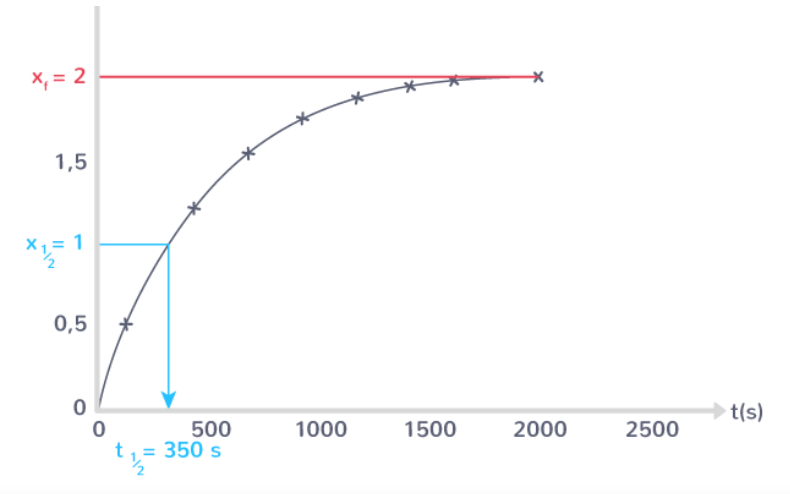 x_f = 2
1,5
x_½ = 1
0,5
0
t(s)
0 500 1000 1500 2000 2500
t_½ = 350 s